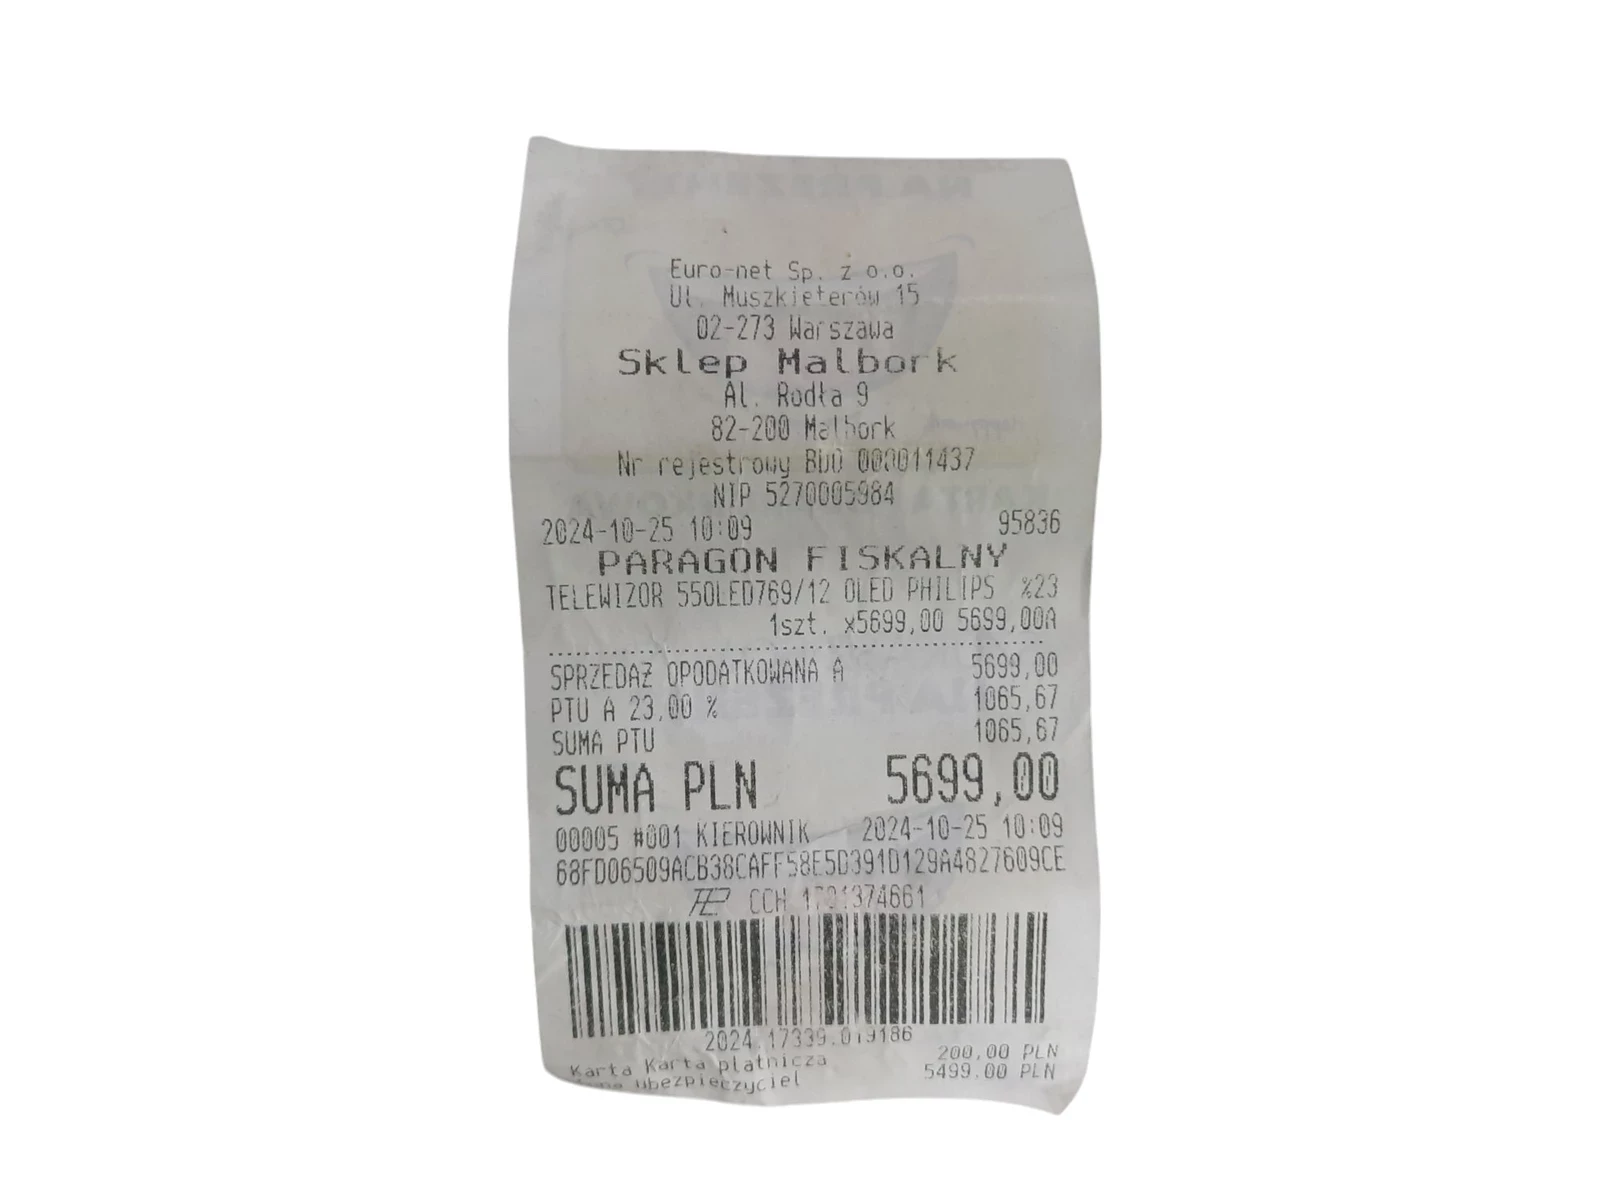 Euro-net Sp. z o.o.
Ul. Muszkieterów 15
02-273 Warszawa
Sklep Malbork
Al. Rodła 9
82-200 Malbork
Nr rejestrowy BDO 000011437
NIP 5270005984
2024-10-25 10:09 95836
PARAGON FISKALNY
TELEWIZOR 55OLED769/12 OLED PHILIPS %23
1szt. x5699,00 5699,00A
SPRZEDAŻ OPODATKOWANA A 5699,00
PTU A 23,00 % 1065,67
SUMA PTU 1065,67
SUMA PLN 5699,00
00005 #001 KIEROWNIK 2024-10-25 10:09
68FD06509ACB38CAFF58E5D391D129A4827609CE
CCH
2024.17339.019186
Karta Karta płatnicza 200,00 PLN
ubezpieczyciel 5499.00 PLN